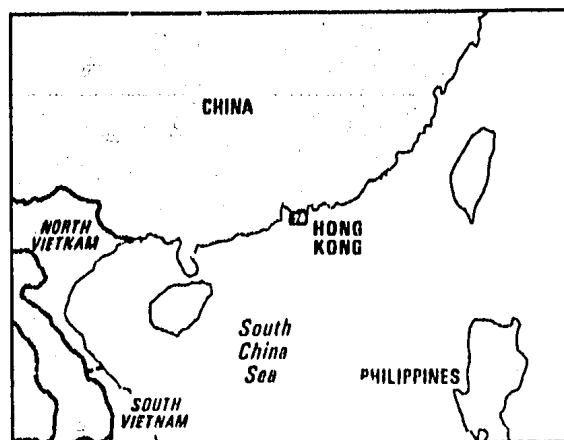 CHINA
NORTH
VIETNAM
HONG
KONG
South
China
Sea
PHILIPPINES
SOUTH
VIETNAM